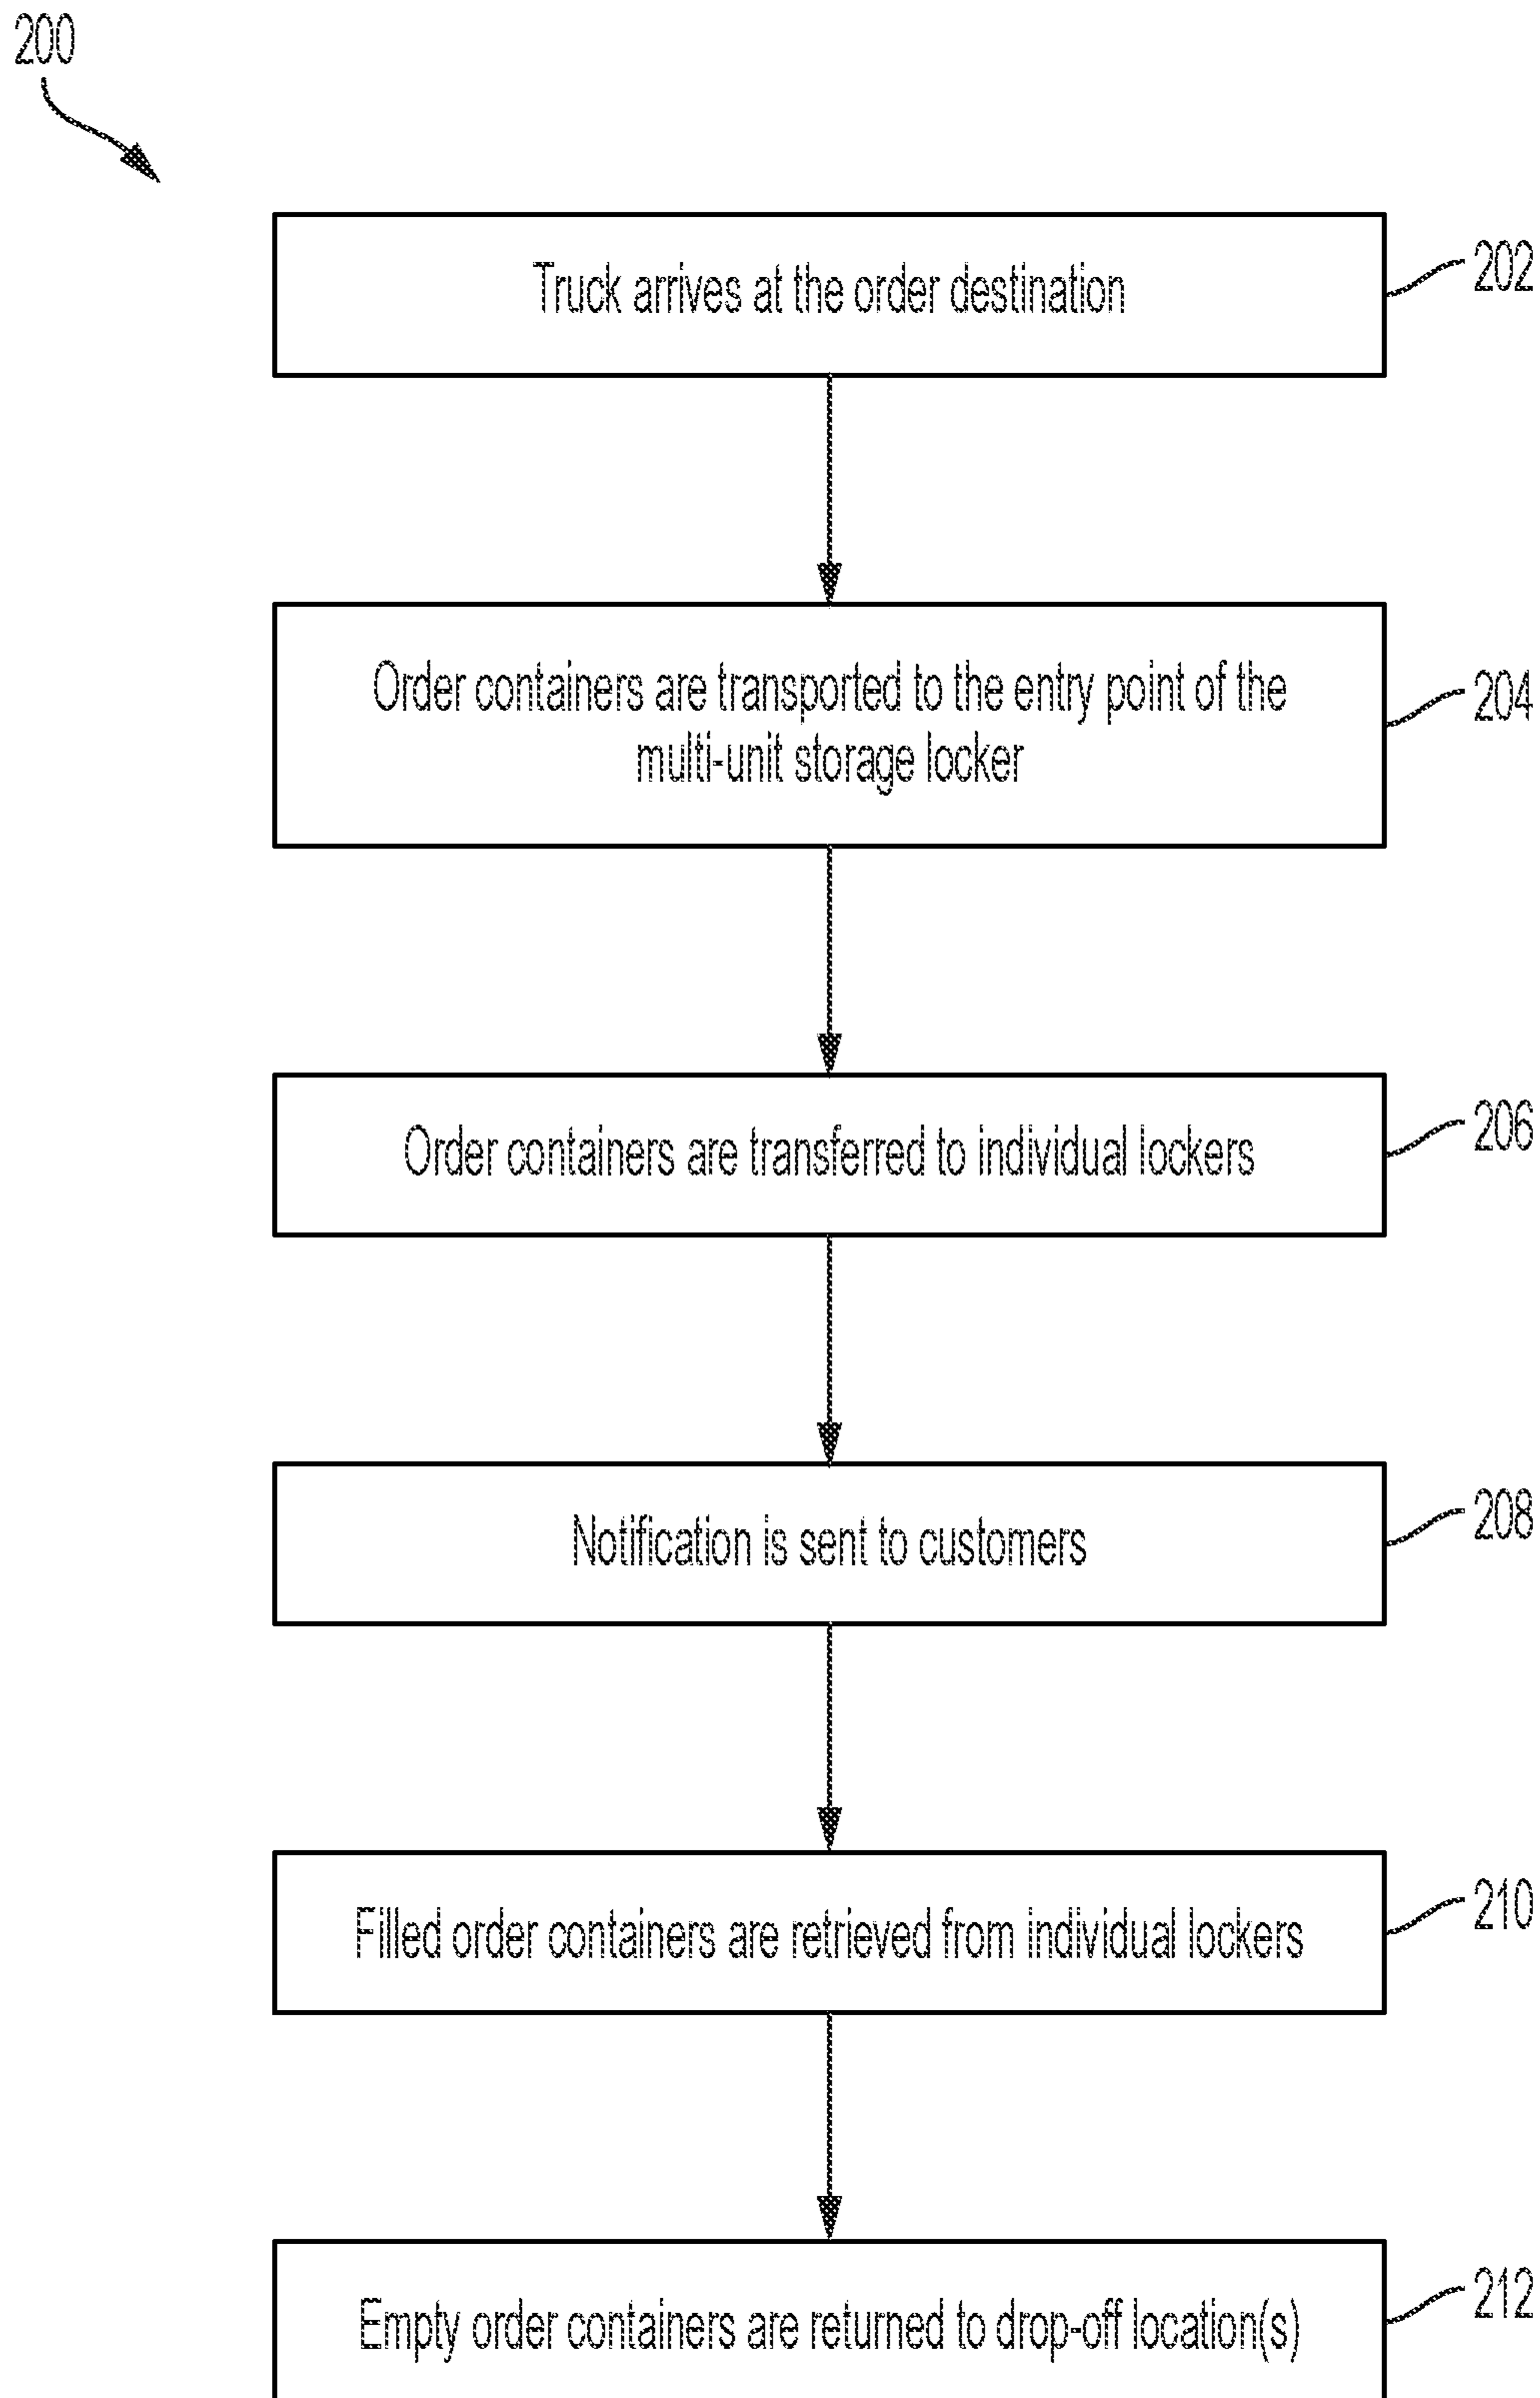 200
Truck arrives at the order destination
202
Order containers are transported to the entry point of the
multi-unit storage locker
204
Order containers are transferred to individual lockers
206
Notification is sent to customers
208
Filled order containers are retrieved from individual lockers
210
Empty order containers are returned to drop-off location(s)
212